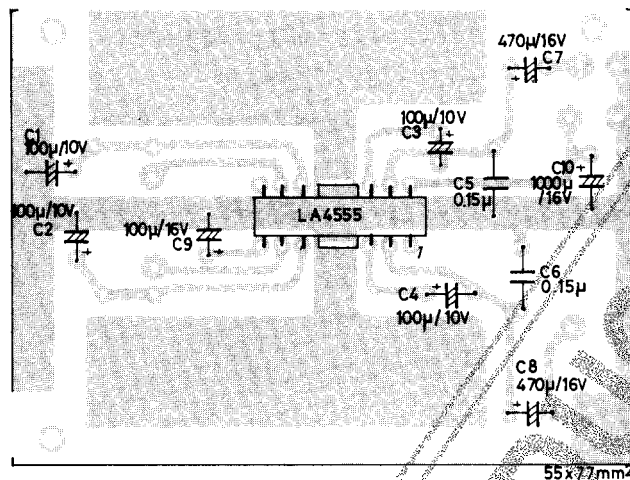 470µ/16V
C7
100µ/10V
C3
C1
100µ/10V
C5
0.15µ
C10
1000µ
/16V
LA4555
100µ/10V
C2
100µ/16V
C9
7
C4
100µ/10V
C6
0.15µ
C8
470µ/16V
55x77mm²